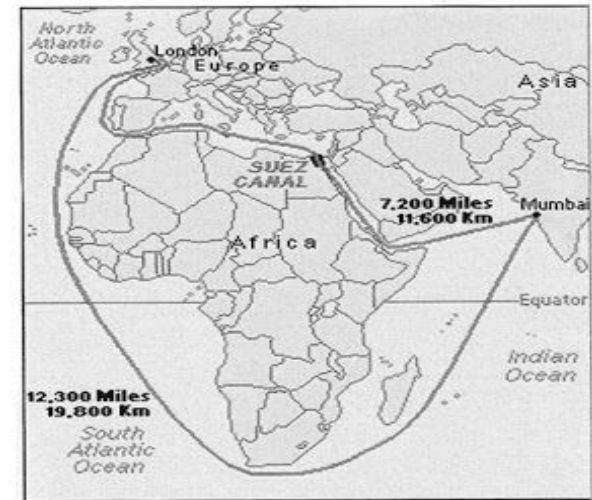 North
Atlantic
Ocean
London
Europe
Asia
SUEZ
CANAL
7,200 Miles
11,600 Km
Mumbai
Africa
Equator
Indian
Ocean
12,300 Miles
19,800 Km
South
Atlantic
Ocean